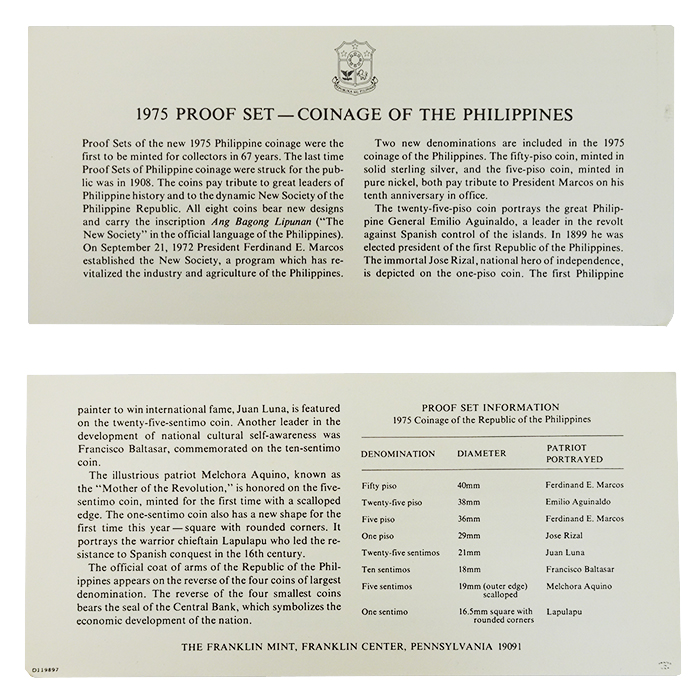 1975 PROOF SET — COINAGE OF THE PHILIPPINES
Proof Sets of the new 1975 Philippine coinage were the
first to be minted for collectors in 67 years. The last time
Proof Sets of Philippine coinage were struck for the pub-
lic was in 1908. The coins pay tribute to great leaders of
Philippine history and to the dynamic New Society of the
Philippine Republic. All eight coins bear new designs
and carry the inscription Ang Bagong Lipunan ("The
New Society" in the official language of the Philippines).
On September 21, 1972 President Ferdinand E. Marcos
established the New Society, a program which has re-
vitalized the industry and agriculture of the Philippines.
Two new denominations are included in the 1975
coinage of the Philippines. The fifty-piso coin, minted in
solid sterling silver, and the five-piso coin, minted in
pure nickel, both pay tribute to President Marcos on his
tenth anniversary in office.
The twenty-five-piso coin portrays the great Philip-
pine General Emilio Aguinaldo, a leader in the revolt
against Spanish control of the islands. In 1899 he was
elected president of the first Republic of the Philippines.
The immortal Jose Rizal, national hero of independence,
is depicted on the one-piso coin. The first Philippine
painter to win international fame, Juan Luna, is featured
on the twenty-five-sentimo coin. Another leader in the
development of national cultural self-awareness was
Francisco Baltasar, commemorated on the ten-sentimo
coin.
The illustrious patriot Melchora Aquino, known as
the "Mother of the Revolution," is honored on the five-
sentimo coin, minted for the first time with a scalloped
edge. The one-sentimo coin also has a new shape for the
first time this year — square with rounded corners. It
portrays the warrior chieftain Lapulapu who led the re-
sistance to Spanish conquest in the 16th century.
The official coat of arms of the Republic of the Phil-
ippines appears on the reverse of the four coins of largest
denomination. The reverse of the four smallest coins
bears the seal of the Central Bank, which symbolizes the
economic development of the nation.
PROOF SET INFORMATION
1975 Coinage of the Republic of the Philippines
DENOMINATION DIAMETER PATRIOT
PORTRAYED
Fifty piso 40mm Ferdinand E. Marcos
Twenty-five piso 38mm Emilio Aguinaldo
Five piso 36mm Ferdinand E. Marcos
One piso 29mm Jose Rizal
Twenty-five sentimos 21mm Juan Luna
Ten sentimos 18mm Francisco Baltasar
Five sentimos 19mm (outer edge) Melchora Aquino
scalloped
One sentimo 16.5mm square with Lapulapu
rounded corners
THE FRANKLIN MINT, FRANKLIN CENTER, PENNSYLVANIA 19091
D119897